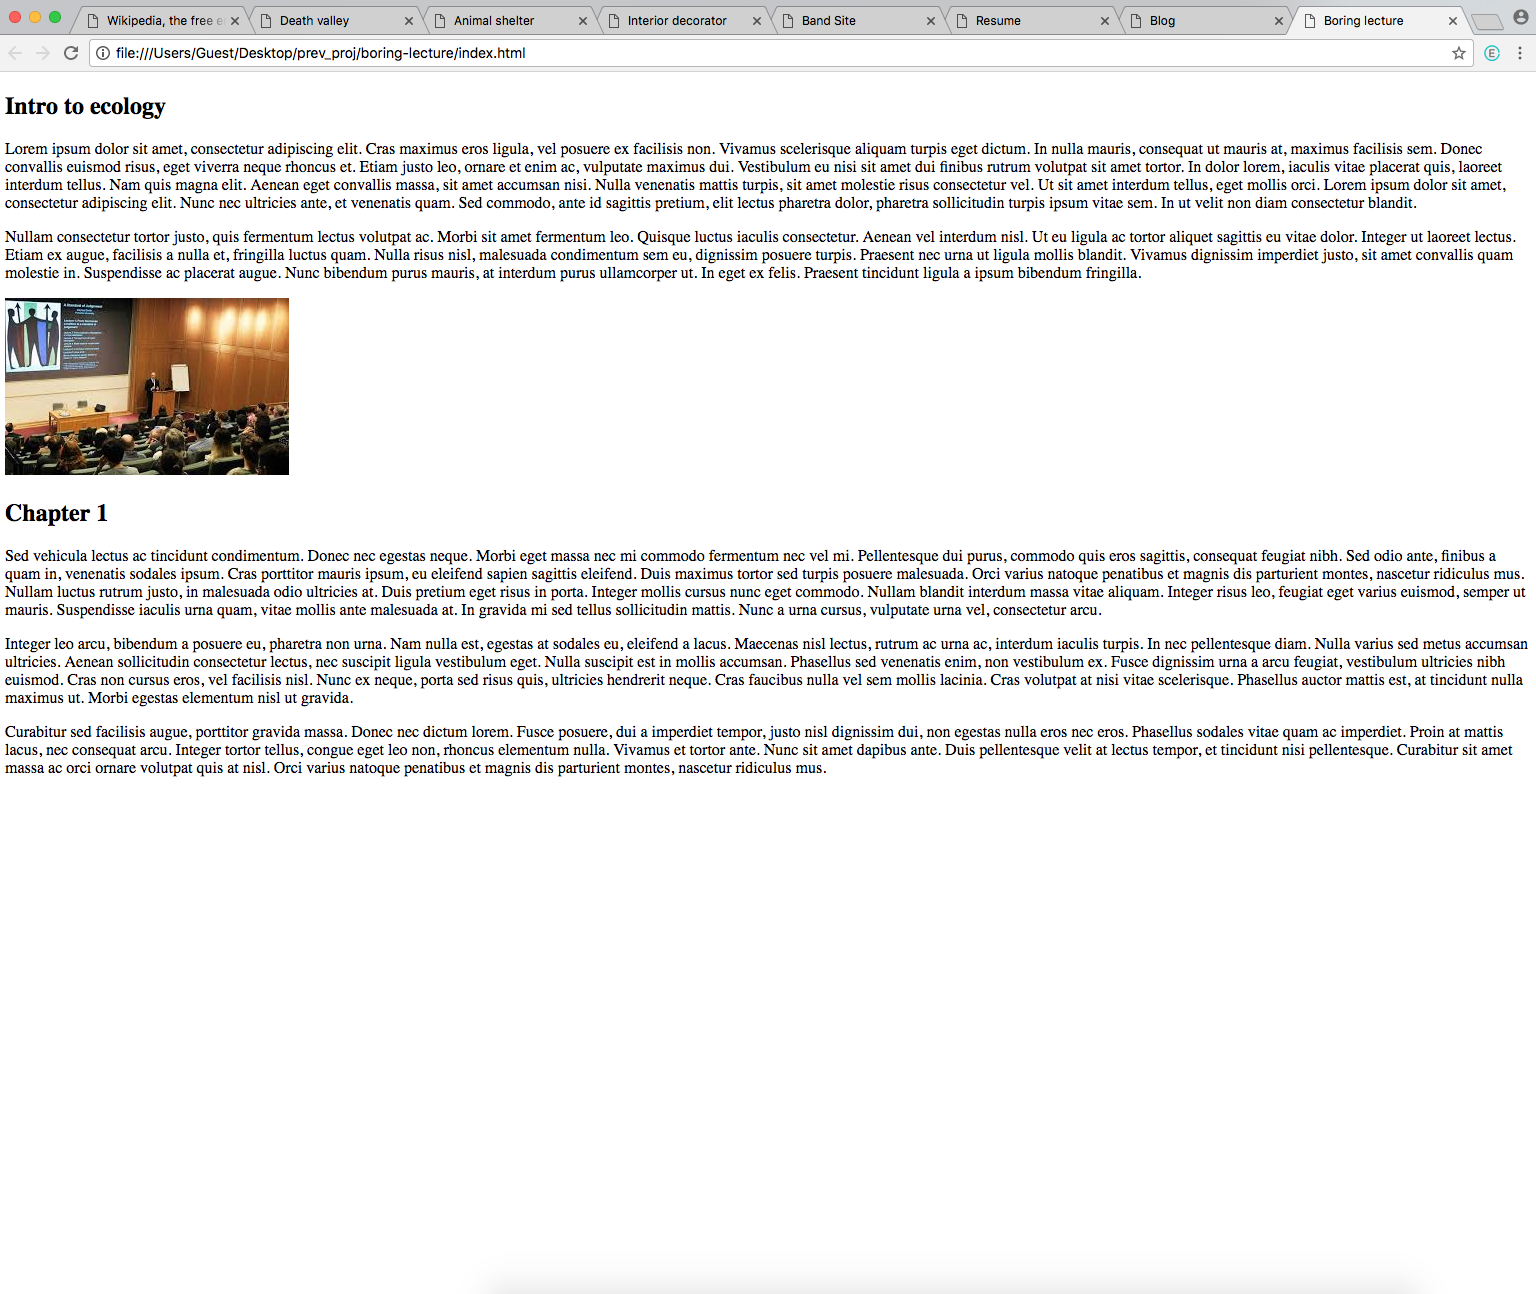 Wikipedia, the free e
Death valley
Animal shelter
Interior decorator
Band Site
Resume
Blog
Boring lecture
file:///Users/Guest/Desktop/prev_proj/boring-lecture/index.html
Intro to ecology
Lorem ipsum dolor sit amet, consectetur adipiscing elit. Cras maximus eros ligula, vel posuere ex facilisis non. Vivamus scelerisque aliquam turpis eget dictum. In nulla mauris, consequat ut mauris at, maximus facilisis sem. Donec
convallis euismod risus, eget viverra neque rhoncus et. Etiam justo leo, ornare et enim ac, vulputate maximus dui. Vestibulum eu nisi sit amet dui finibus rutrum volutpat sit amet tortor. In dolor lorem, iaculis vitae placerat quis, laoreet
interdum tellus. Nam quis magna elit. Aenean eget convallis massa, sit amet accumsan nisi. Nulla venenatis mattis turpis, sit amet molestie risus consectetur vel. Ut sit amet interdum tellus, eget mollis orci. Lorem ipsum dolor sit amet,
consectetur adipiscing elit. Nunc nec ultricies ante, et venenatis quam. Sed commodo, ante id sagittis pretium, elit lectus pharetra dolor, pharetra sollicitudin turpis ipsum vitae sem. In ut velit non diam consectetur blandit.
Nullam consectetur tortor justo, quis fermentum lectus volutpat ac. Morbi sit amet fermentum leo. Quisque luctus iaculis consectetur. Aenean vel interdum nisl. Ut eu ligula ac tortor aliquet sagittis eu vitae dolor. Integer ut laoreet lectus.
Etiam ex augue, facilisis a nulla et, fringilla luctus quam. Nulla risus nisl, malesuada condimentum sem eu, dignissim posuere turpis. Praesent nec urna ut ligula mollis blandit. Vivamus dignissim imperdiet justo, sit amet convallis quam
molestie in. Suspendisse ac placerat augue. Nunc bibendum purus mauris, at interdum purus ullamcorper ut. In eget ex felis. Praesent tincidunt ligula a ipsum bibendum fringilla.
A Standard of Judgement
Chapter 1
Sed vehicula lectus ac tincidunt condimentum. Donec nec egestas neque. Morbi eget massa nec mi commodo fermentum nec vel mi. Pellentesque dui purus, commodo quis eros sagittis, consequat feugiat nibh. Sed odio ante, finibus a
quam in, venenatis sodales ipsum. Cras porttitor mauris ipsum, eu eleifend sapien sagittis eleifend. Duis maximus tortor sed turpis posuere malesuada. Orci varius natoque penatibus et magnis dis parturient montes, nascetur ridiculus mus.
Nullam luctus rutrum justo, in malesuada odio ultricies at. Duis pretium eget risus in porta. Integer mollis cursus nunc eget commodo. Nullam blandit interdum massa vitae aliquam. Integer risus leo, feugiat eget varius euismod, semper ut
mauris. Suspendisse iaculis urna quam, vitae mollis ante malesuada at. In gravida mi sed tellus sollicitudin mattis. Nunc a urna cursus, vulputate urna vel, consectetur arcu.
Integer leo arcu, bibendum a posuere eu, pharetra non urna. Nam nulla est, egestas at sodales eu, eleifend a lacus. Maecenas nisl lectus, rutrum ac urna ac, interdum iaculis turpis. In nec pellentesque diam. Nulla varius sed metus accumsan
ultricies. Aenean sollicitudin consectetur lectus, nec suscipit ligula vestibulum eget. Nulla suscipit est in mollis accumsan. Phasellus sed venenatis enim, non vestibulum ex. Fusce dignissim urna a arcu feugiat, vestibulum ultricies nibh
euismod. Cras non cursus eros, vel facilisis nisl. Nunc ex neque, porta sed risus quis, ultricies hendrerit neque. Cras faucibus nulla vel sem mollis lacinia. Cras volutpat at nisi vitae scelerisque. Phasellus auctor mattis est, at tincidunt nulla
maximus ut. Morbi egestas elementum nisl ut gravida.
Curabitur sed facilisis augue, porttitor gravida massa. Donec nec dictum lorem. Fusce posuere, dui a imperdiet tempor, justo nisl dignissim dui, non egestas nulla eros nec eros. Phasellus sodales vitae quam ac imperdiet. Proin at mattis
lacus, nec consequat arcu. Integer tortor tellus, congue eget leo non, rhoncus elementum nulla. Vivamus et tortor ante. Nunc sit amet dapibus ante. Duis pellentesque velit at lectus tempor, et tincidunt nisi pellentesque. Curabitur sit amet
massa ac orci ornare volutpat quis at nisl. Orci varius natoque penatibus et magnis dis parturient montes, nascetur ridiculus mus.